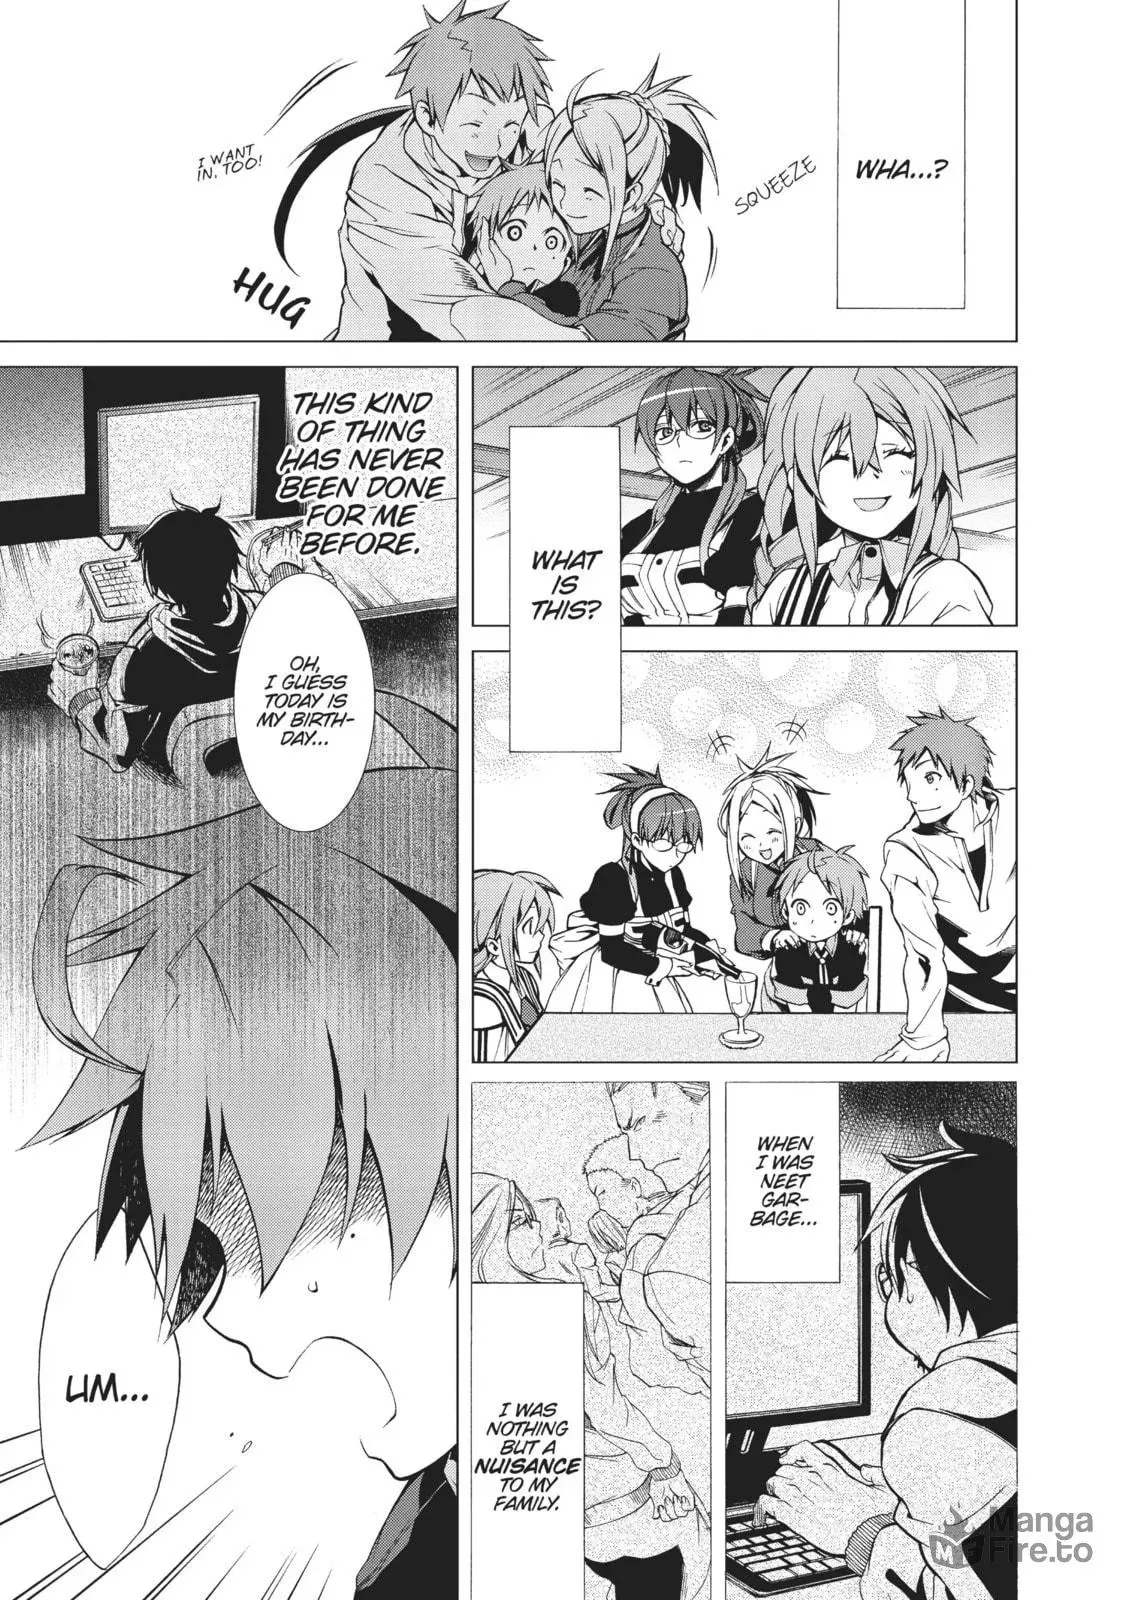 WHA...?
SQUEEZE
I WANT
IN, TOO!
HUG
WHAT
IS
THIS?
WHEN
I WAS
NEET
GAR-
BAGE...
I WAS
NOTHING
BUT A
NUISANCE
TO MY
FAMILY.
THIS KIND
OF THING
HAS NEVER
BEEN DONE
FOR ME
BEFORE.
OH,
I GUESS
TODAY IS
MY BIRTH-
DAY...
UM...
Manga
Fire.to